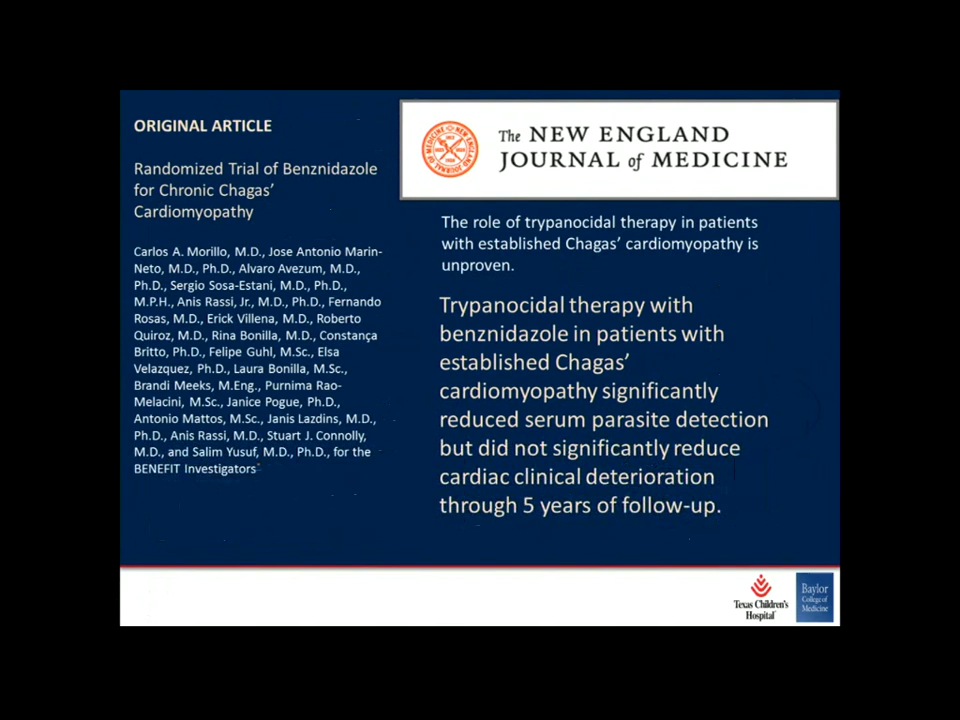 ORIGINAL ARTICLE
Randomized Trial of Benznidazole
for Chronic Chagas'
Cardiomyopathy
Carlos A. Morillo, M.D., Jose Antonio Marin-
Neto, M.D., Ph.D., Alvaro Avezum, M.D.,
Ph.D., Sergio Sosa-Estani, M.D., Ph.D.,
M.P.H., Anis Rassi, Jr., M.D., Ph.D., Fernando
Rosas, M.D., Erick Villena, M.D., Roberto
Quiroz, M.D., Rina Bonilla, M.D., Constança
Britto, Ph.D., Felipe Guhl, M.Sc., Elsa
Velazquez, Ph.D., Laura Bonilla, M.Sc.,
Brandi Meeks, M.Eng., Purnima Rao-
Melacini, M.Sc., Janice Pogue, Ph.D.,
Antonio Mattos, M.Sc., Janis Lazdins, M.D.,
Ph.D., Anis Rassi, M.D., Stuart J. Connolly,
M.D., and Salim Yusuf, M.D., Ph.D., for the
BENEFIT Investigators
The NEW ENGLAND
JOURNAL of MEDICINE
The role of trypanocidal therapy in patients
with established Chagas' cardiomyopathy is
unproven.
Trypanocidal therapy with
benznidazole in patients with
established Chagas'
cardiomyopathy significantly
reduced serum parasite detection
but did not significantly reduce
cardiac clinical deterioration
through 5 years of follow-up.
Texas Children's
Hospital
Baylor
College of
Medicine